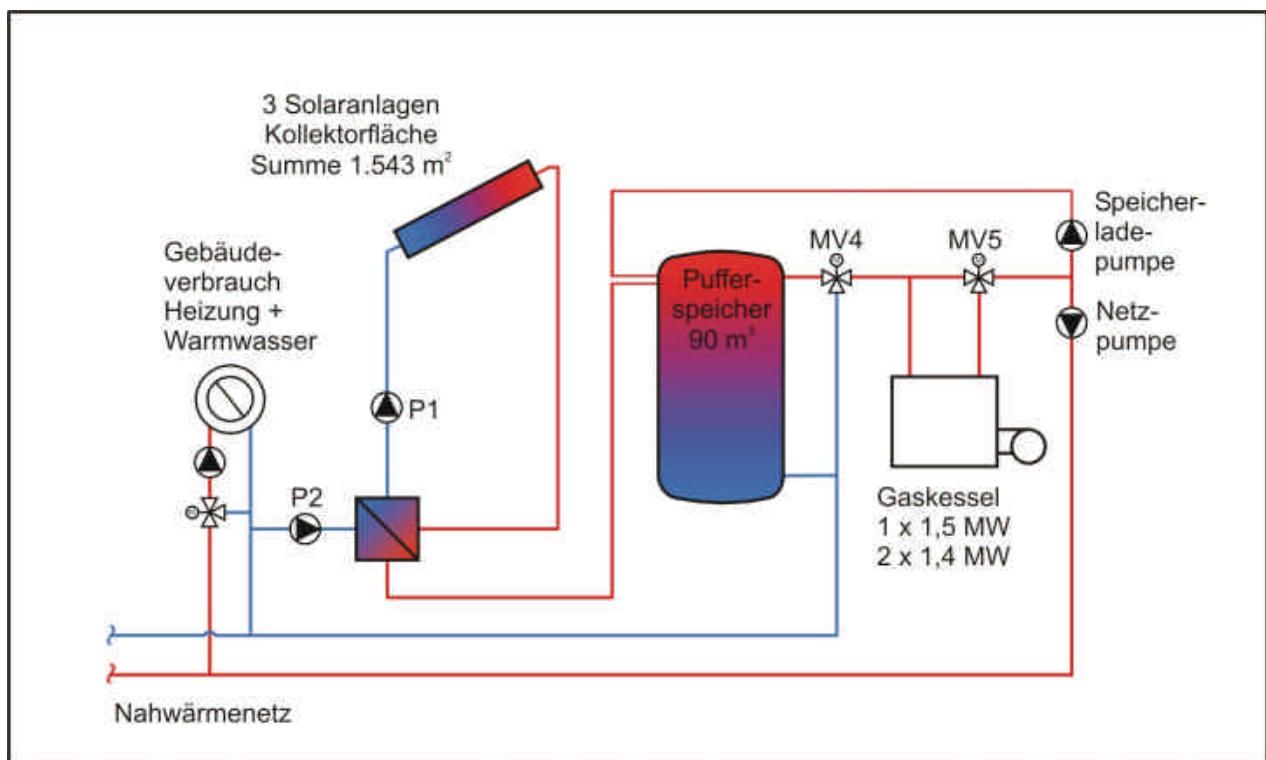 3 Solaranlagen
Kollektorfläche
Summe 1.543 m²
Gebäude-
verbrauch
Heizung +
Warmwasser
P1
P2
Puffer-
speicher
90 m³
MV4
MV5
Speicher-
lade-
pumpe
Netz-
pumpe
Gaskessel
1 x 1,5 MW
2 x 1,4 MW
Nahwärmenetz